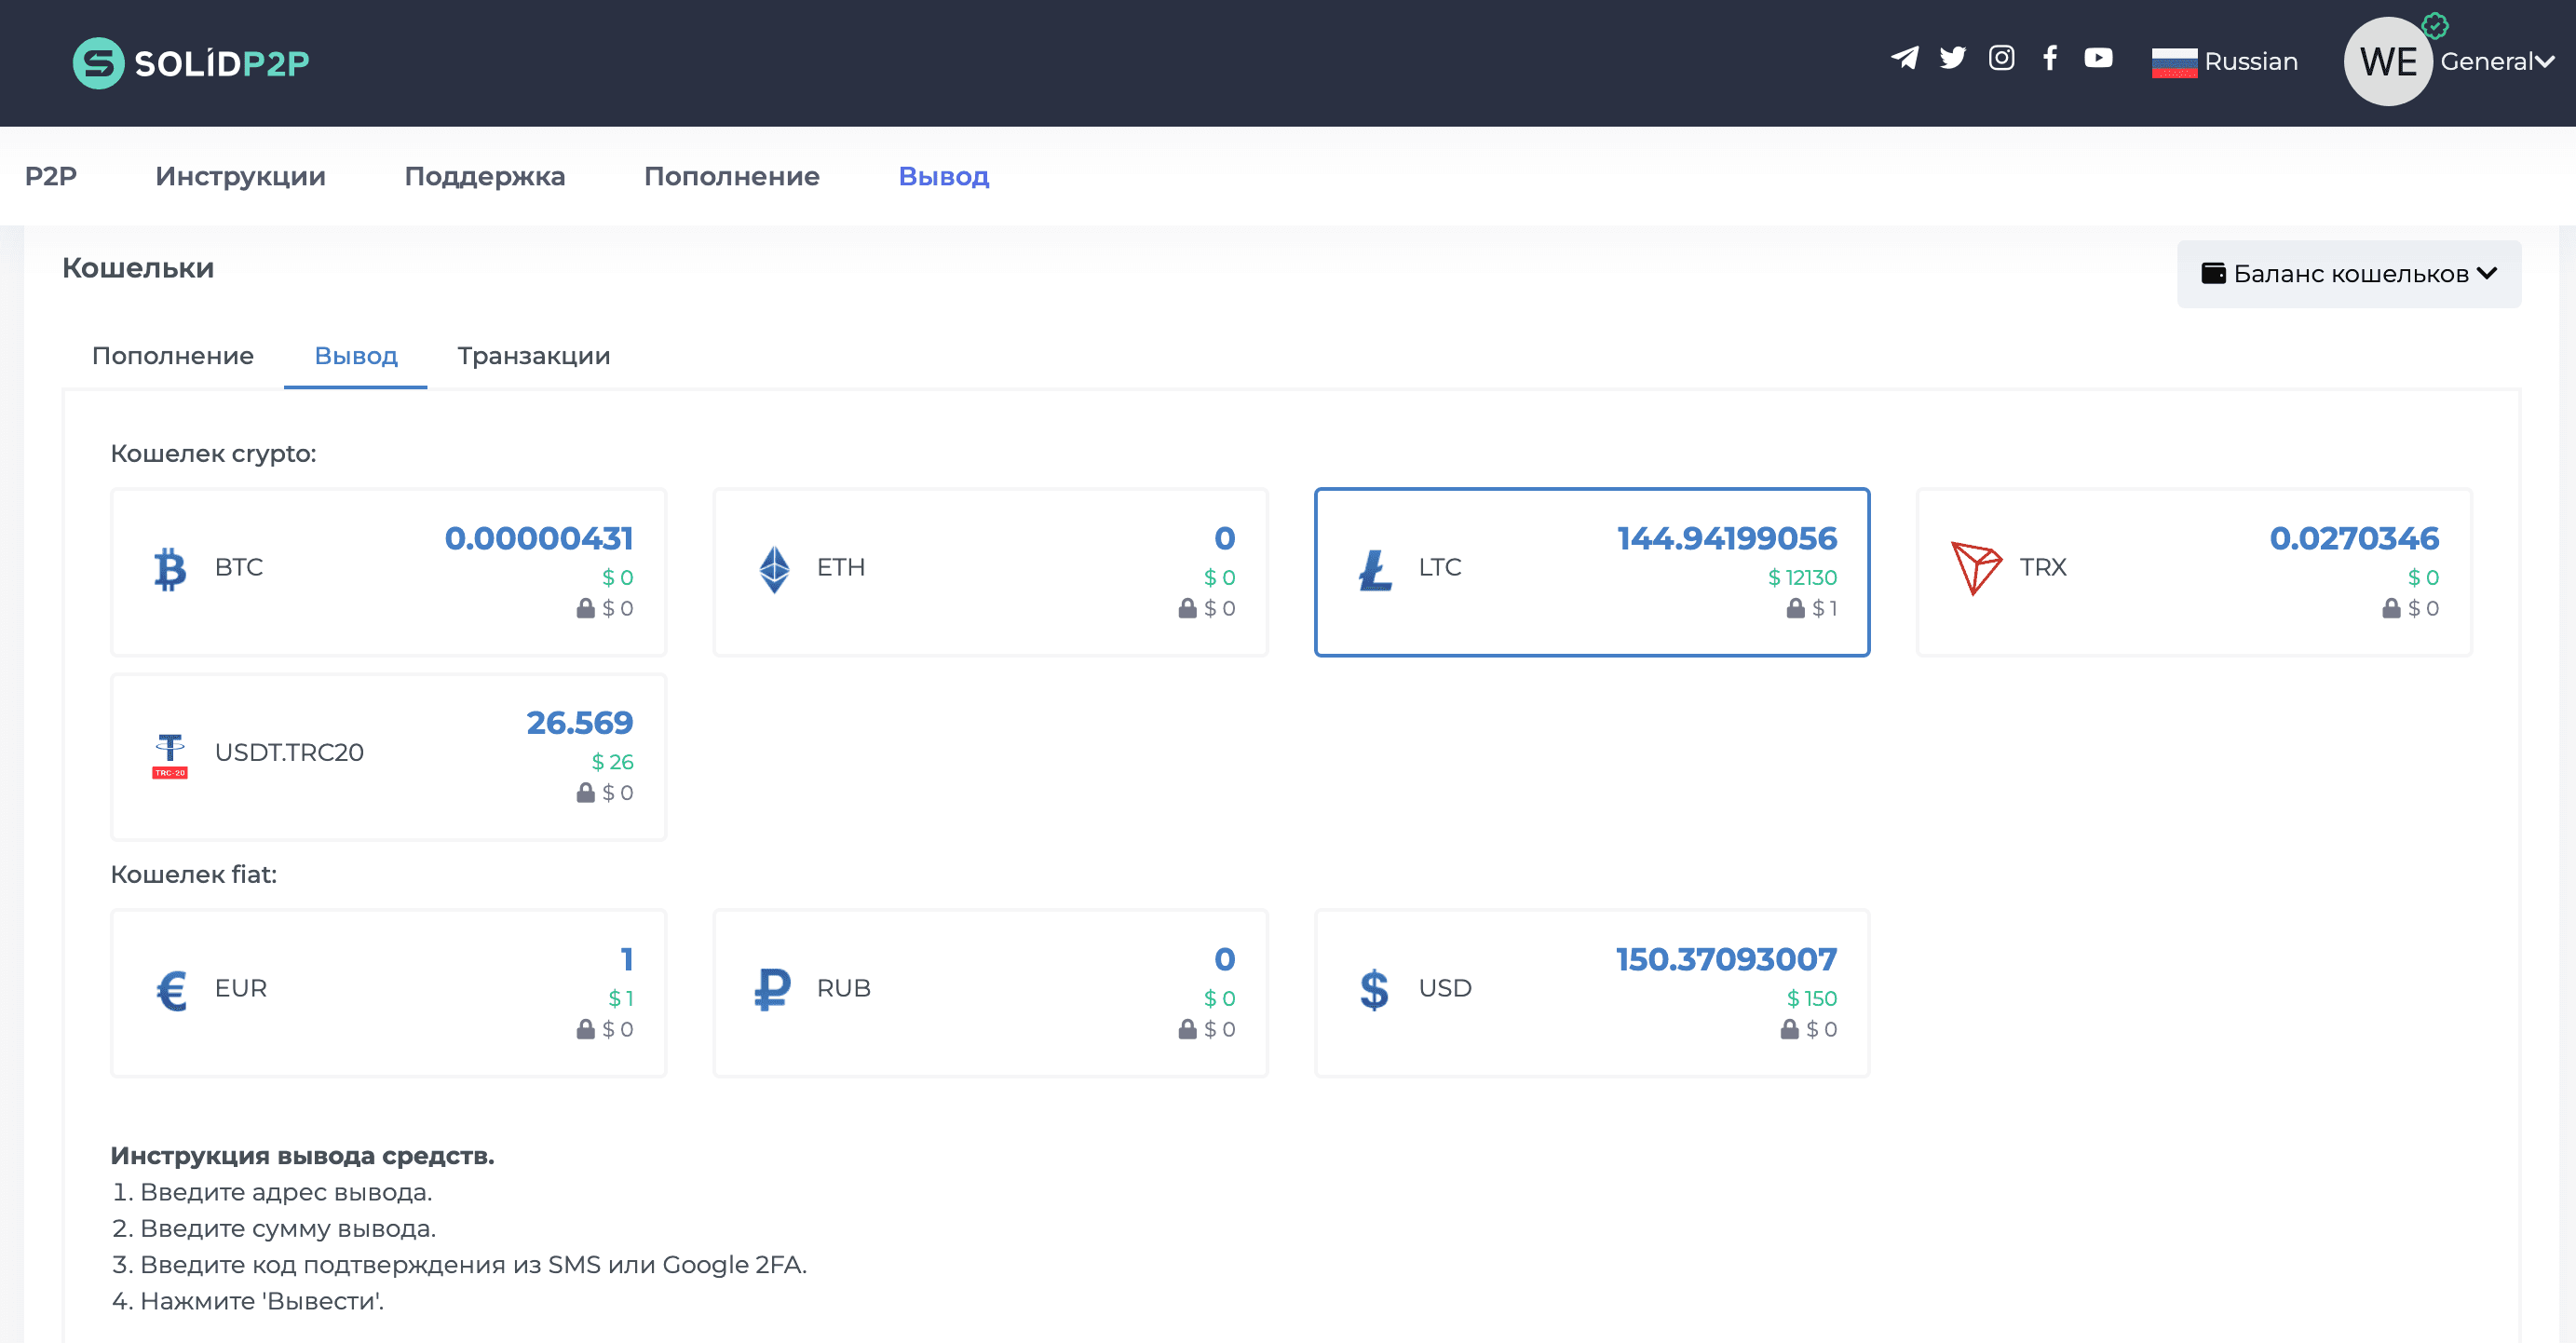 SOLIDP2P
Russian
WE
General
P2P
Инструкции
Поддержка
Пополнение
Вывод
Кошельки
Баланс кошельков
Пополнение
Вывод
Транзакции
Кошелек crypto:
BTC
0.00000431
$ 0
$ 0
ETH
0
$ 0
$ 0
LTC
144.94199056
$ 12130
$ 1
TRX
0.0270346
$ 0
$ 0
TRC-20
USDT.TRC20
26.569
$ 26
$ 0
Кошелек fiat:
EUR
1
$ 1
$ 0
RUB
0
$ 0
$ 0
USD
150.37093007
$ 150
$ 0
Инструкция вывода средств.
1. Введите адрес вывода.
2. Введите сумму вывода.
3. Введите код подтверждения из SMS или Google 2FA.
4. Нажмите 'Вывести'.